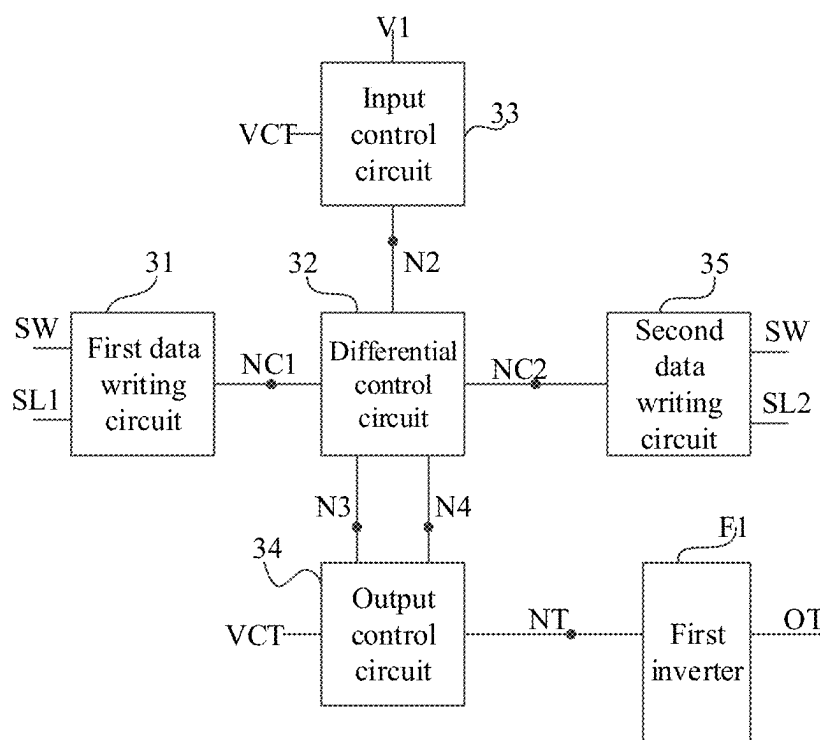 V1
Input
control
circuit
VCT
33
N2
31
32
35
SW
First data
writing
circuit
SL1
NC1
Differential
control
circuit
NC2
Second
data
writing
circuit
SW
SL2
N3
N4
34
F1
Output
control
circuit
VCT
NT
First
inverter
OT